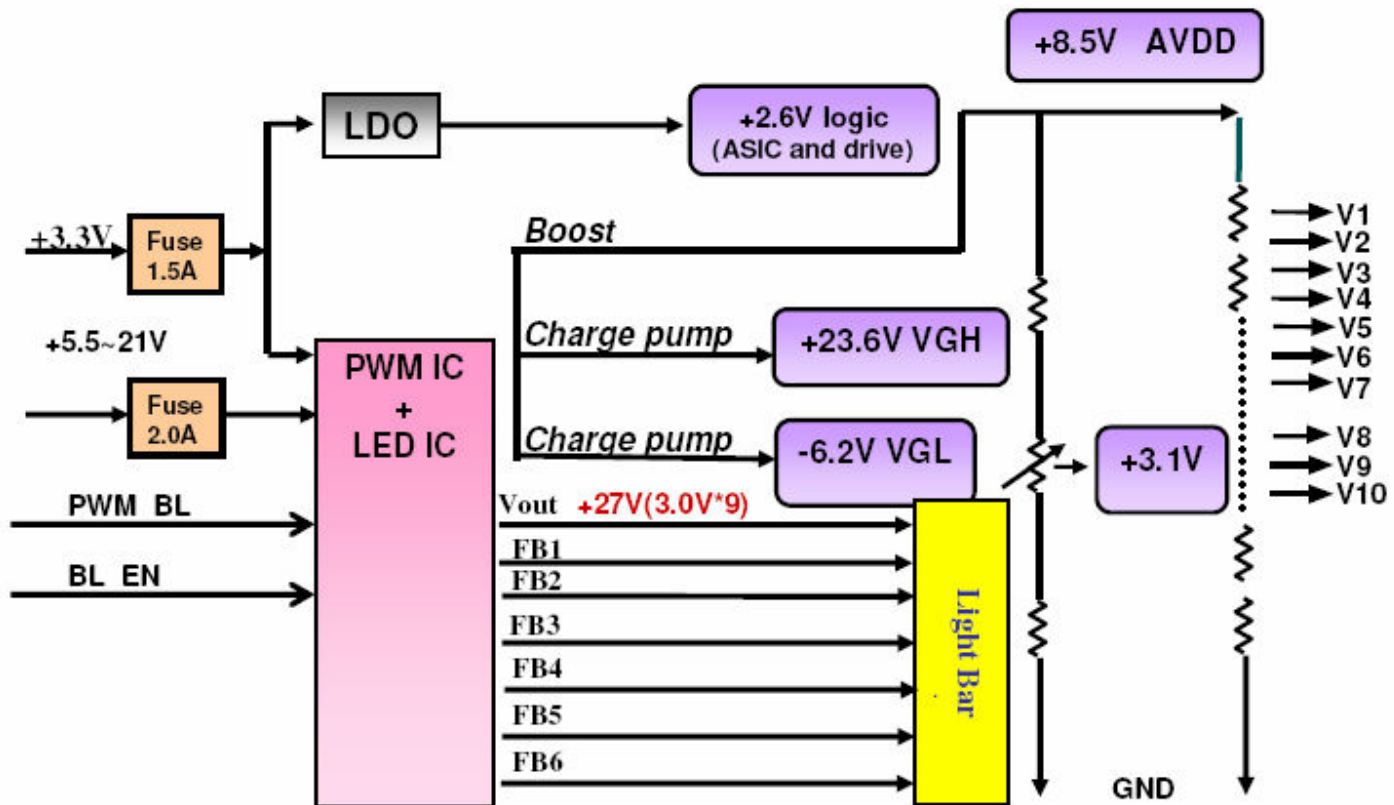 +8.5V AVDD
LDO
+2.6V logic
(ASIC and drive)
+3.3V
Fuse
1.5A
Boost
V1
V2
V3
V4
V5
V6
V7
V8
V9
V10
+5.5~21V
Fuse
2.0A
PWM IC
+
LED IC
Charge pump
+23.6V VGH
Charge pump
-6.2V VGL
+3.1V
PWM BL
BL EN
Vout +27V(3.0V*9)
FB1
FB2
FB3
FB4
FB5
FB6
Light Bar
GND